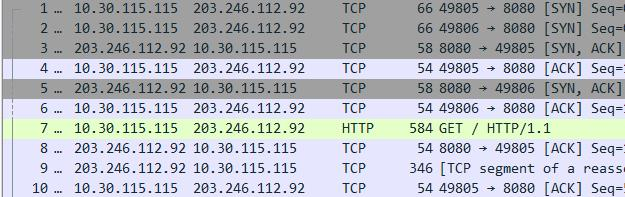 1 … 10.30.115.115 203.246.112.92 TCP 66 49805 → 8080 [SYN] Seq=
2 … 10.30.115.115 203.246.112.92 TCP 66 49806 → 8080 [SYN] Seq=
3 … 203.246.112.92 10.30.115.115 TCP 58 8080 → 49805 [SYN, ACK]
4 … 10.30.115.115 203.246.112.92 TCP 54 49805 → 8080 [ACK] Seq=
5 … 203.246.112.92 10.30.115.115 TCP 58 8080 → 49806 [SYN, ACK]
6 … 10.30.115.115 203.246.112.92 TCP 54 49806 → 8080 [ACK] Seq=
7 … 10.30.115.115 203.246.112.92 HTTP 584 GET / HTTP/1.1
8 … 203.246.112.92 10.30.115.115 TCP 54 8080 → 49805 [ACK] Seq=
9 … 203.246.112.92 10.30.115.115 TCP 346 [TCP segment of a reass
10 … 10.30.115.115 203.246.112.92 TCP 54 49805 → 8080 [ACK] Seq=